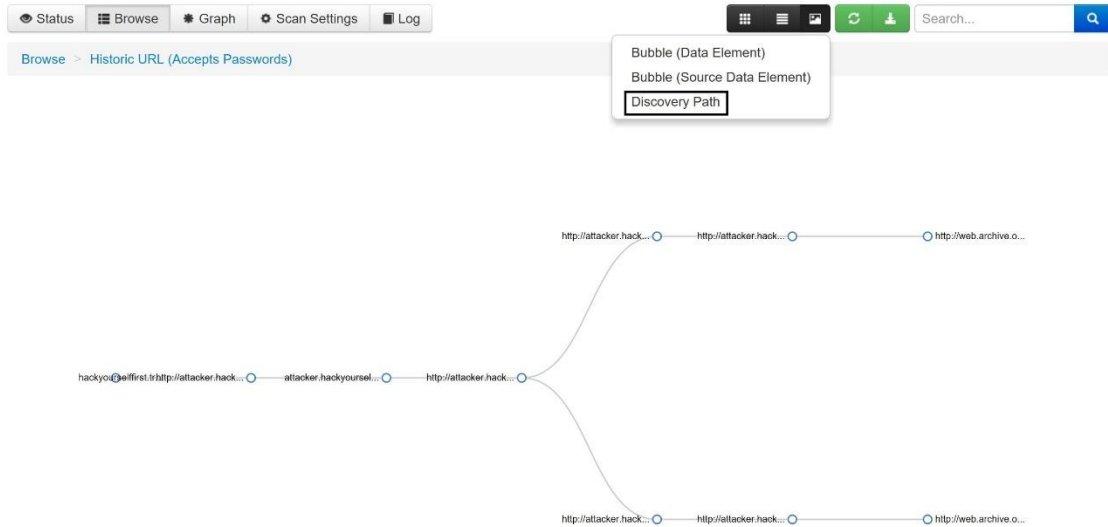 Status Browse Graph Scan Settings Log Search...
Browse > Historic URL (Accepts Passwords)
Bubble (Data Element)
Bubble (Source Data Element)
Discovery Path
http://attacker.hack... http://attacker.hack... http://web.archive.o...
hackyourselffirst.tr... http://attacker.hack... attacker.hackyoursel... http://attacker.hack...
http://attacker.hack... http://attacker.hack... http://web.archive.o...